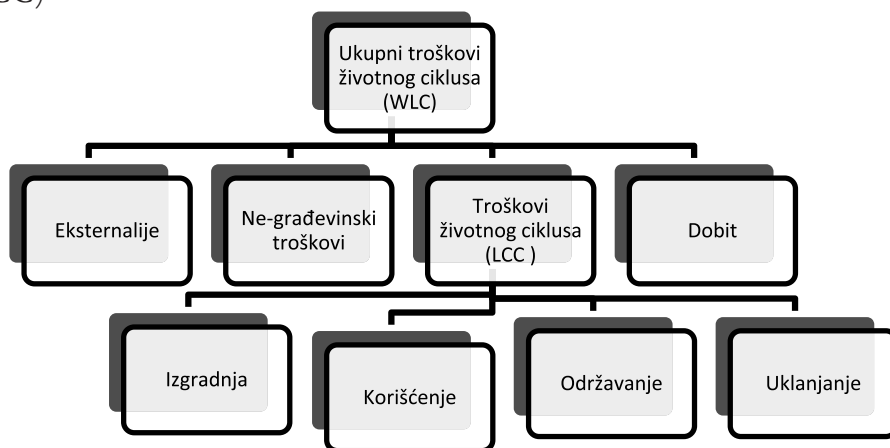 Ukupni troškovi
životnog ciklusa
(WLC)
Eksternalije
Ne-građevinski
troškovi
Troškovi
životnog ciklusa
(LCC )
Dobit
Izgradnja
Korišćenje
Održavanje
Uklanjanje